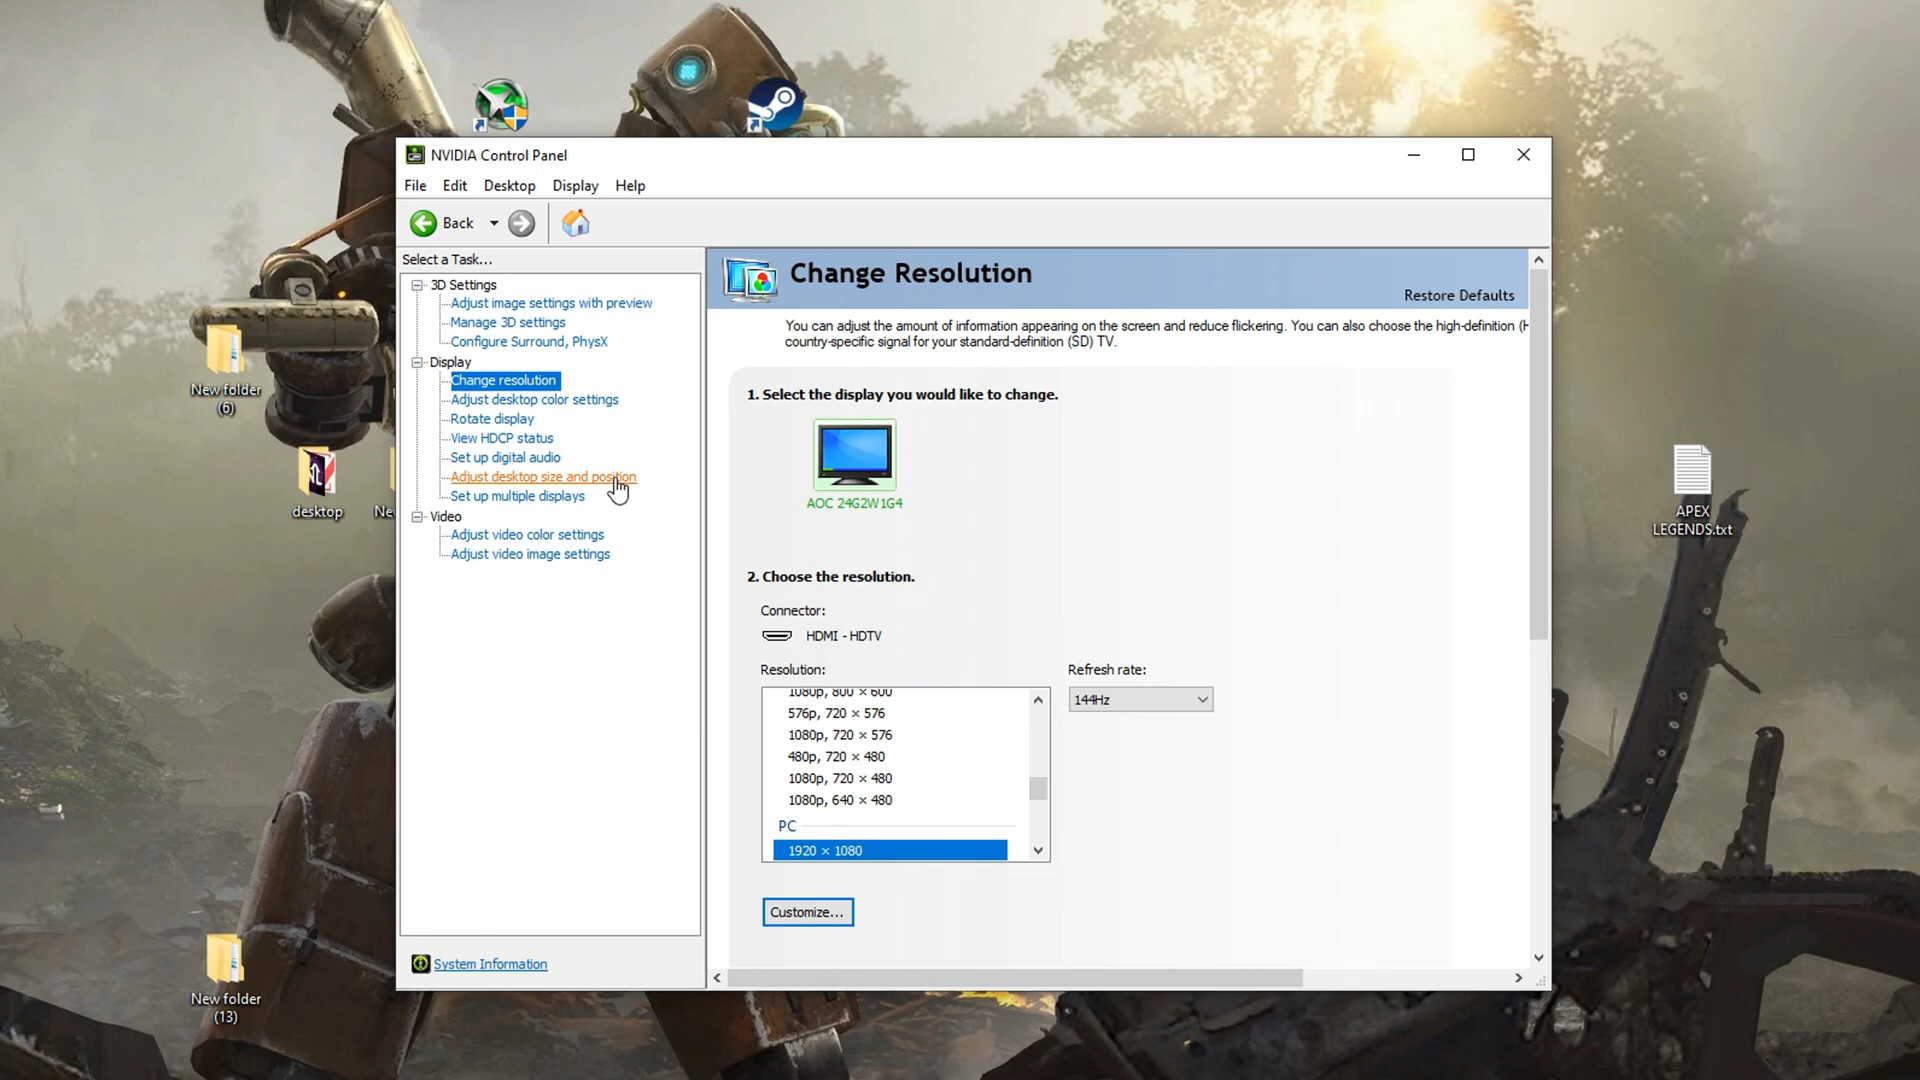 NVIDIA Control Panel
File Edit Desktop Display Help
Back
Select a Task...
3D Settings
Adjust image settings with preview
Manage 3D settings
Configure Surround, PhysX
Display
Change resolution
Adjust desktop color settings
Rotate display
View HDCP status
Set up digital audio
Adjust desktop size and position
Set up multiple displays
Video
Adjust video color settings
Adjust video image settings
System Information
Change Resolution
Restore Defaults
You can adjust the amount of information appearing on the screen and reduce flickering. You can also choose the high-definition (H
country-specific signal for your standard-definition (SD) TV.
1. Select the display you would like to change.
AOC 24G2W1G4
2. Choose the resolution.
Connector:
HDMI - HDTV
Resolution:
Refresh rate:
144Hz
1080p, 800 × 600
576p, 720 × 576
1080p, 720 × 576
480p, 720 × 480
1080p, 720 × 480
1080p, 640 × 480
PC
1920 × 1080
Customize...
New folder
(6)
desktop
Ne
New folder
(13)
APEX
LEGENDS.txt